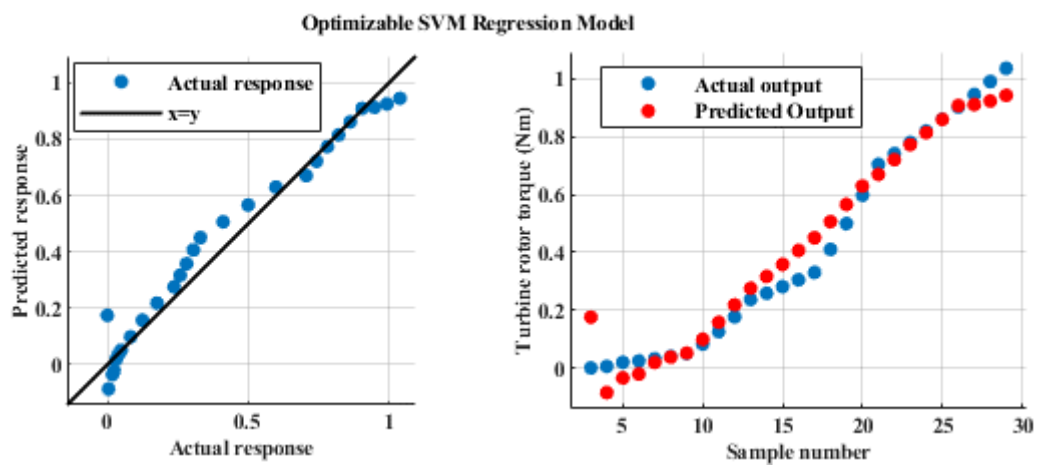 Optimizable SVM Regression Model
Actual response
x=y
Predicted response
1
0.8
0.6
0.4
0.2
0
0
0.5
1
Actual response
Actual output
Predicted Output
Turbine rotor torque (Nm)
1
0.8
0.6
0.4
0.2
0
5
10
15
20
25
30
Sample number